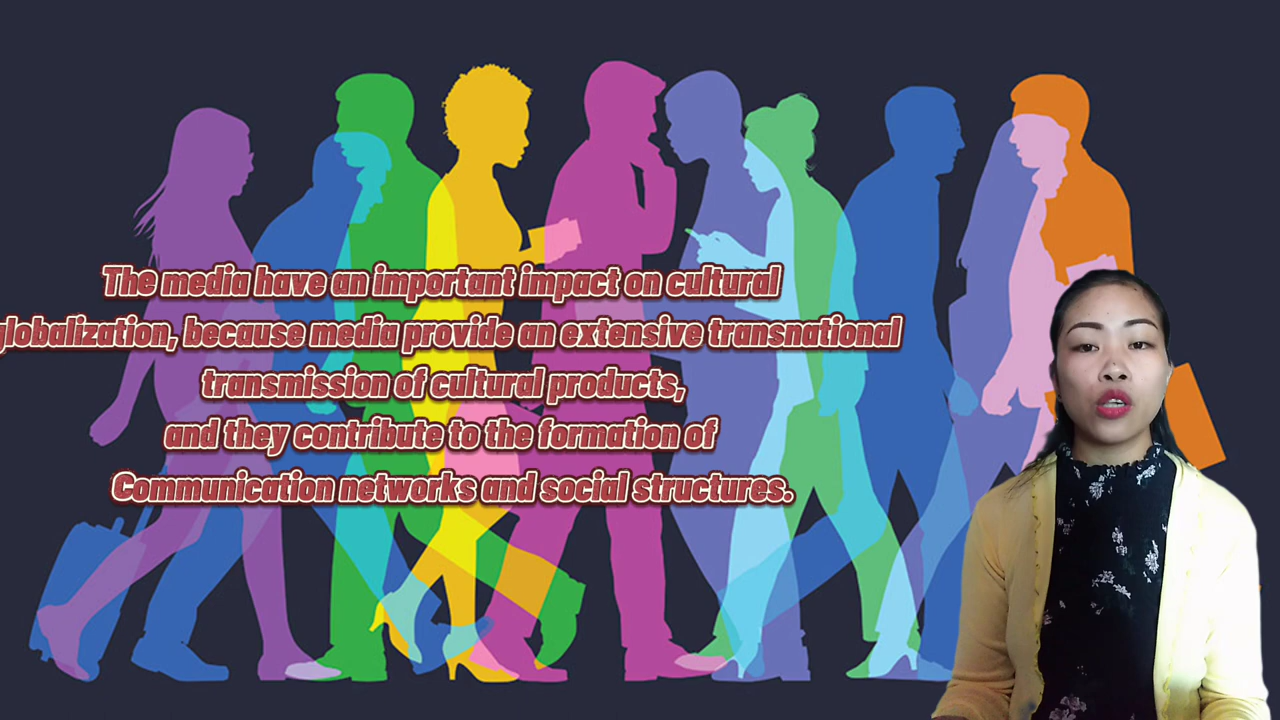 The media have an important impact on cultural
globalization, because media provide an extensive transnational
transmission of cultural products,
and they contribute to the formation of
Communication networks and social structures.